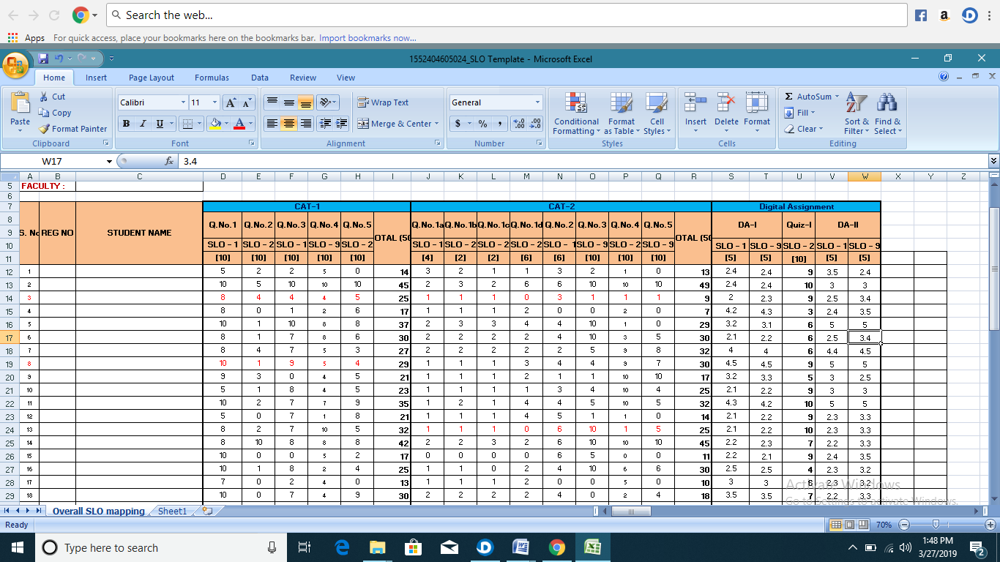 Search the web...
Apps For quick access, place your bookmarks here on the bookmarks bar. Import bookmarks now...
1552404605024_SLO Template - Microsoft Excel
Home Insert Page Layout Formulas Data Review View
Paste Cut Copy Format Painter
Calibri 11
Wrap Text
Merge & Center
General
Conditional Formatting Format as Table Cell Styles
Insert Delete Format
AutoSum Fill Clear
Sort & Filter Find & Select
Clipboard Font Alignment Number Styles Cells Editing
W17 fx 3.4
A B C D E F G H I J K L M N O P Q R S T U V W X Y Z
5 FACULTY :
6
7 CAT-1 CAT-2 Digital Assignment
8
9 S. No REG NO STUDENT NAME Q.No.1 Q.No.2 Q.No.3 Q.No.4 Q.No.5 OTAL (50 Q.No.1a Q.No.1b Q.No.1c Q.No.1d Q.No.2 Q.No.3 Q.No.4 Q.No.5 OTAL (50 DA-I Quiz-I DA-II
10 SLO - 1 SLO - 2 SLO - 1 SLO - 9 SLO - 2 SLO - 1 SLO - 2 SLO - 2 SLO - 2 SLO - 1 SLO - 9 SLO - 2 SLO - 9 SLO - 1 SLO - 9 SLO - 2 SLO - 1 SLO - 9
11 [10] [10] [10] [10] [10] [4] [2] [2] [6] [6] [10] [10] [10] [5] [5] [10] [5] [5]
12 1 5 2 2 5 0 14 3 2 1 1 3 2 1 0 13 2.4 2.4 9 3.5 2.4
13 2 10 5 10 10 10 45 2 3 2 6 6 10 10 10 49 2.4 2.4 10 3 3
14 3 8 4 4 4 5 25 1 1 1 0 3 1 1 1 9 2 2.3 9 2.5 3.4
15 4 8 0 1 2 6 17 1 1 1 2 0 0 2 0 7 4.2 4.3 3 2.4 3.5
16 5 10 1 10 8 8 37 2 3 3 4 4 10 1 0 29 3.2 3.1 6 5 5
17 6 8 1 7 8 6 30 2 2 2 2 4 10 3 5 30 2.1 2.2 6 2.5 3.4
18 7 8 4 7 5 3 27 2 2 2 2 2 5 9 8 32 4 4 6 4.4 4.5
19 8 10 1 9 5 4 29 1 1 1 3 4 4 9 7 30 4.5 4.5 9 5 5
20 9 9 3 0 4 5 21 1 1 1 2 1 1 10 10 17 3.2 3.3 5 3 2.5
21 10 5 1 8 4 5 23 1 1 1 1 3 4 10 4 25 2.1 2.2 9 3 3
22 11 10 2 7 7 9 35 1 2 1 4 4 5 10 5 32 4.3 4.2 10 5 5
23 12 5 0 7 1 8 21 1 1 1 4 5 1 1 0 14 2.1 2.2 9 2.3 3.3
24 13 8 2 7 10 5 32 1 1 1 0 6 10 1 5 25 2.1 2.2 10 2.3 3.3
25 14 8 10 8 8 8 42 2 2 3 2 6 10 10 10 45 2.2 2.3 7 2.2 3.3
26 15 10 0 0 5 2 17 0 0 0 0 6 5 0 0 11 2.2 2.1 9 2.4 3.5
27 16 10 1 8 2 4 25 1 1 0 2 4 10 6 6 30 2.5 2.5 4 2.3 3.2
28 17 7 0 2 4 0 13 1 1 1 2 0 0 5 0 10 3 3 6 2.3 3.2
29 18 10 0 7 4 9 30 2 2 2 2 4 0 2 4 18 3.5 3.5 7 2.2 3.3
Activate Windows
Go to Settings to activate Windows.
Overall SLO mapping Sheet1
Ready 70%
Type here to search
1:48 PM
3/27/2019
2